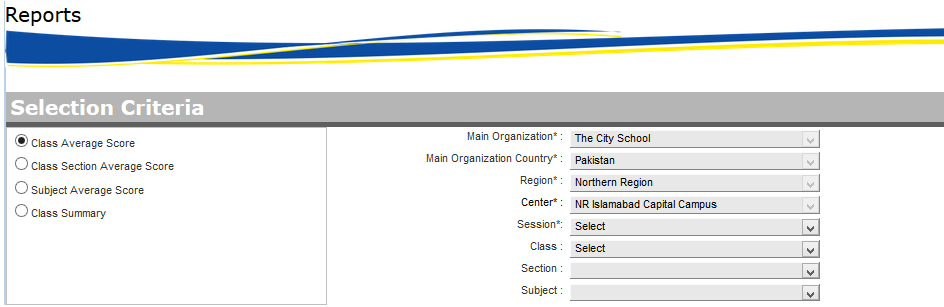 Reports
Selection Criteria
Class Average Score
Class Section Average Score
Subject Average Score
Class Summary
Main Organization* : The City School
Main Organization Country* : Pakistan
Region* : Northern Region
Center* : NR Islamabad Capital Campus
Session*: Select
Class : Select
Section :
Subject :